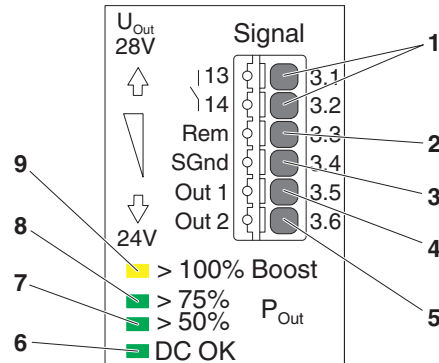 UOut
28V
Signal
13 3.1
14 3.2
Rem 3.3
SGnd 3.4
Out 1 3.5
Out 2 3.6
24V
> 100% Boost
> 75%
> 50%
POut
DC OK
1
2
3
4
5
9
8
7
6